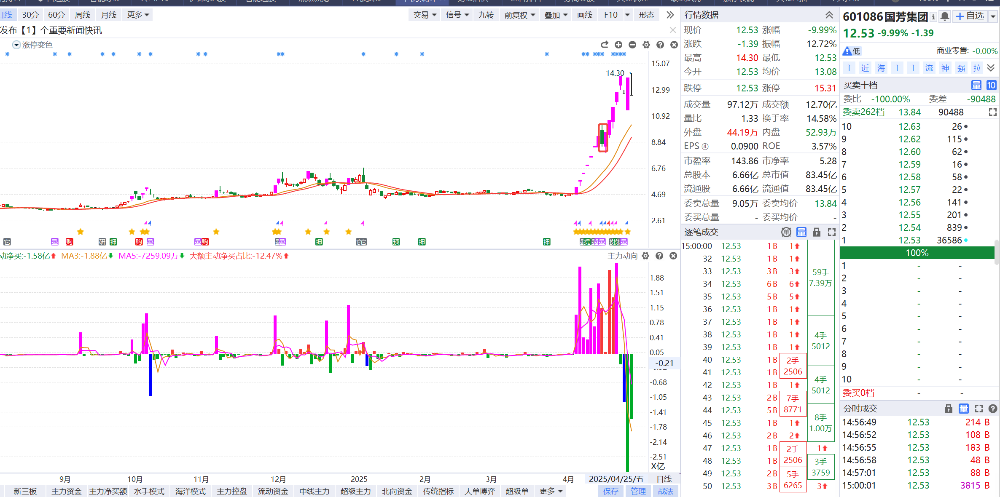 日线 30分 60分 周线 月线 更多
交易 信号 九转 前复权 叠加 画线 F10 形态
发布【1】个重要新闻快讯
涨停变色
14.30→
15.07
12.99
10.92
8.84
6.76
4.69
2.61
动净买:-1.58亿 MA3:-1.88亿 MA5:-7259.09万 大额主动净买占比:-12.47%
主力动向
1.88
1.51
1.15
0.78
0.41
0.05
-0.21
-0.68
-1.05
-1.41
-1.78
-2.14
-2.51
X亿
9月 10月 11月 12月 2025 2月 3月 4月 2025/04/25/五 日线
新三板 主力资金 主力净买额 水手模式 海洋模式 主力控盘 流动资金 中线主力 超级主力 北向资金 传统指标 大单博弈 超级单 更多 保存 管理 战法
行情数据
现价 12.53 涨幅 -9.99%
涨跌 -1.39 振幅 12.72%
最高 14.30 最低 12.53
今开 12.53 均价 13.08
跌停 12.53 涨停 15.31
成交量 97.12万 成交额 12.70亿
量比 1.33 换手率 14.58%
外盘 44.19万 内盘 52.93万
EPS ④ 0.0900 ROE 3.57%
市盈率 143.86 市净率 5.28
总股本 6.66亿 总市值 83.45亿
流通股 6.66亿 流通值 83.45亿
委卖总量 9.05万 委卖均价 13.84
委买总量 - 委买均价 -
逐笔成交 单 量
15:00:00 12.53 1 B 1
32 12.53 1 B 1
33 12.53 3 B 3
34 12.53 6 B 6
35 12.53 5 B 5
36 12.53 1 B 1
37 12.53 1 B 1
38 12.53 1 B 1
39 12.53 1 B 1
40 12.53 1 B
41 12.53 1 B
42 12.53 1 B 1
43 12.53 2 B
44 12.53 5 B
45 12.53 1 B 1
46 12.53 2 B 2
47 12.53 1 B
48 12.53 1 B
49 12.53 2 B
50 12.53 3 B
2手
2506
7手
8771
2手
2506
5手
6265
59手
7.39万
4手
5012
4手
5012
8手
1.00万
1
3手
3759
3
601086 国芳集团 自选
12.53 -9.99% -1.39
低 商业零售: -0.00%
主 近 海 主 主 流 神 强 拉
买卖十档 量 10
委比 -100.00% 委差 -90488
委卖262档 13.84 90488
10 12.63 26
9 12.62 115
8 12.60 62
7 12.59 16
6 12.58 58
5 12.57 22
4 12.56 141
3 12.55 201
2 12.54 839
1 12.53 36586
100%
1 - -
2 - -
3 - -
4 - -
5 - -
6 - -
7 - -
8 - -
9 - -
10 - -
委买0档 - -
分时成交 量
14:56:49 12.53 214 B
14:56:52 12.53 108 B
14:56:55 12.53 183 B
14:56:58 12.53 48 B
14:57:01 12.53 88 B
15:00:01 12.53 3815 B